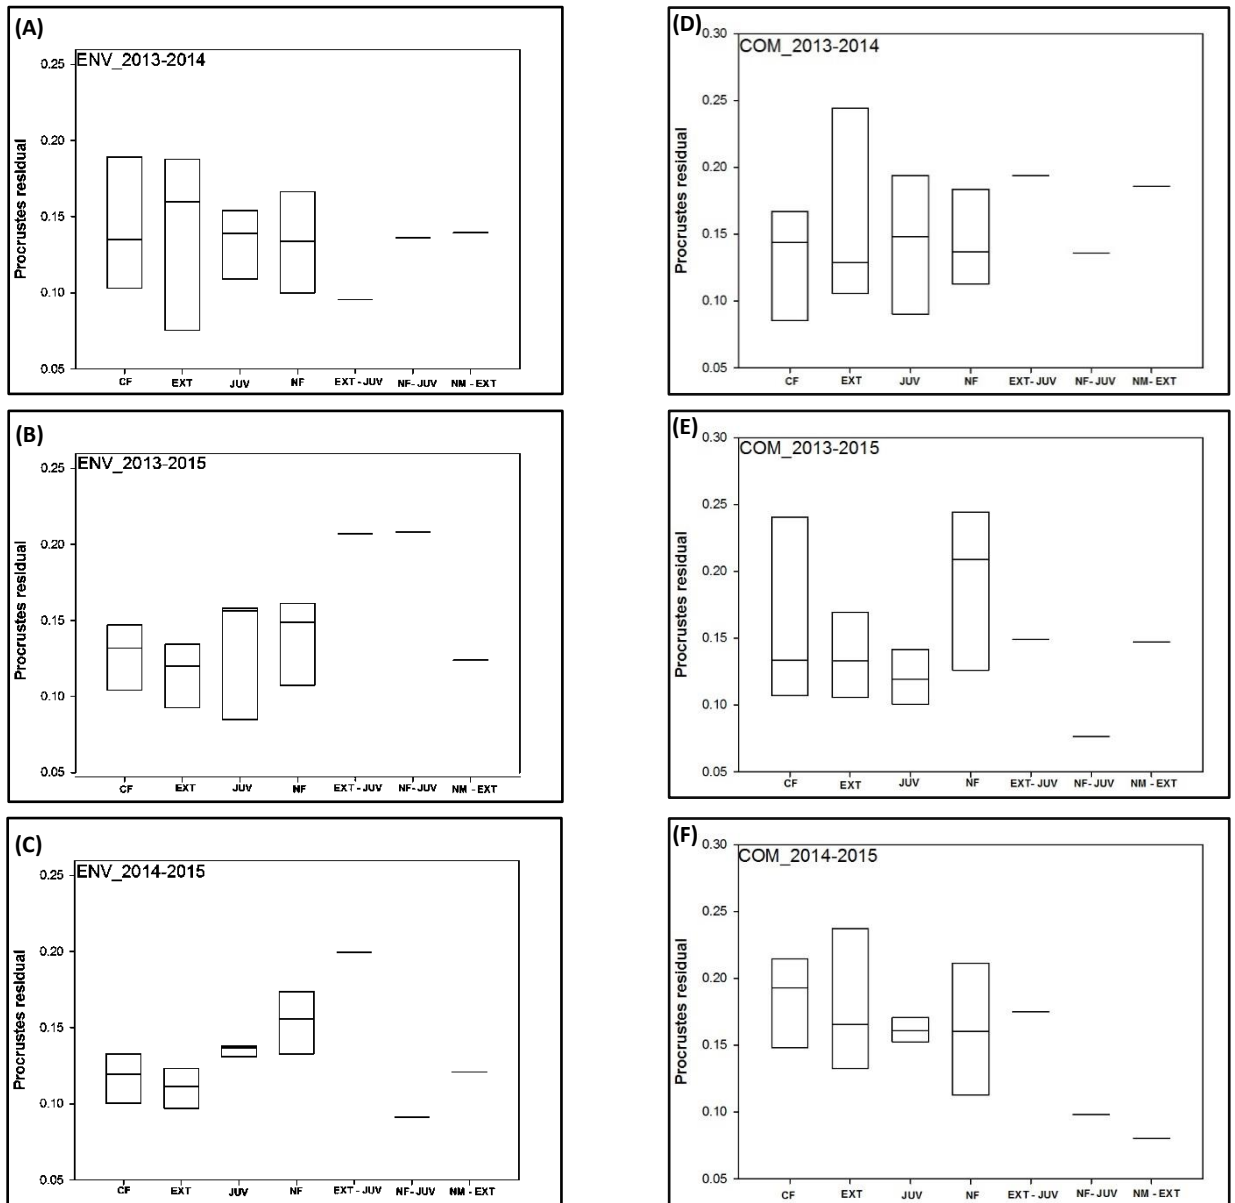 (A)
ENV_2013-2014
Procrustes residual
0.25
0.20
0.15
0.10
0.05
CF EXT JUV NF EXT - JUV NF- JUV NM - EXT
(B)
ENV_2013-2015
Procrustes residual
0.25
0.20
0.15
0.10
0.05
CF EXT JUV NF EXT - JUV NF- JUV NM - EXT
(C)
ENV_2014-2015
Procrustes residual
0.25
0.20
0.15
0.10
0.05
CF EXT JUV NF EXT - JUV NF- JUV NM - EXT
(D)
COM_2013-2014
Procrustes residual
0.30
0.25
0.20
0.15
0.10
0.05
CF EXT JUV NF EXT- JUV NF- JUV NM - EXT
(E)
COM_2013-2015
Procrustes residual
0.30
0.25
0.20
0.15
0.10
0.05
CF EXT JUV NF EXT- JUV NF- JUV NM - EXT
(F)
COM_2014-2015
Procrustes residual
0.30
0.25
0.20
0.15
0.10
0.05
CF EXT JUV NF EXT- JUV NF- JUV NM - EXT